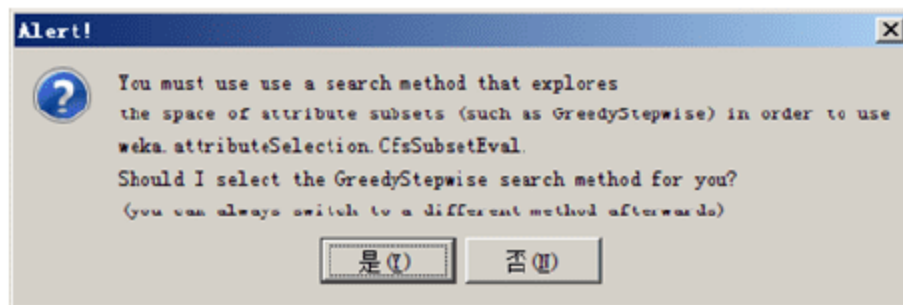 Alert!
You must use use a search method that explores
the space of attribute subsets (such as GreedyStepwise) in order to use
weka.attributeSelection.CfsSubsetEval.
Should I select the GreedyStepwise search method for you?
(you can always switch to a different method afterwards)
是(Y) 否(N)